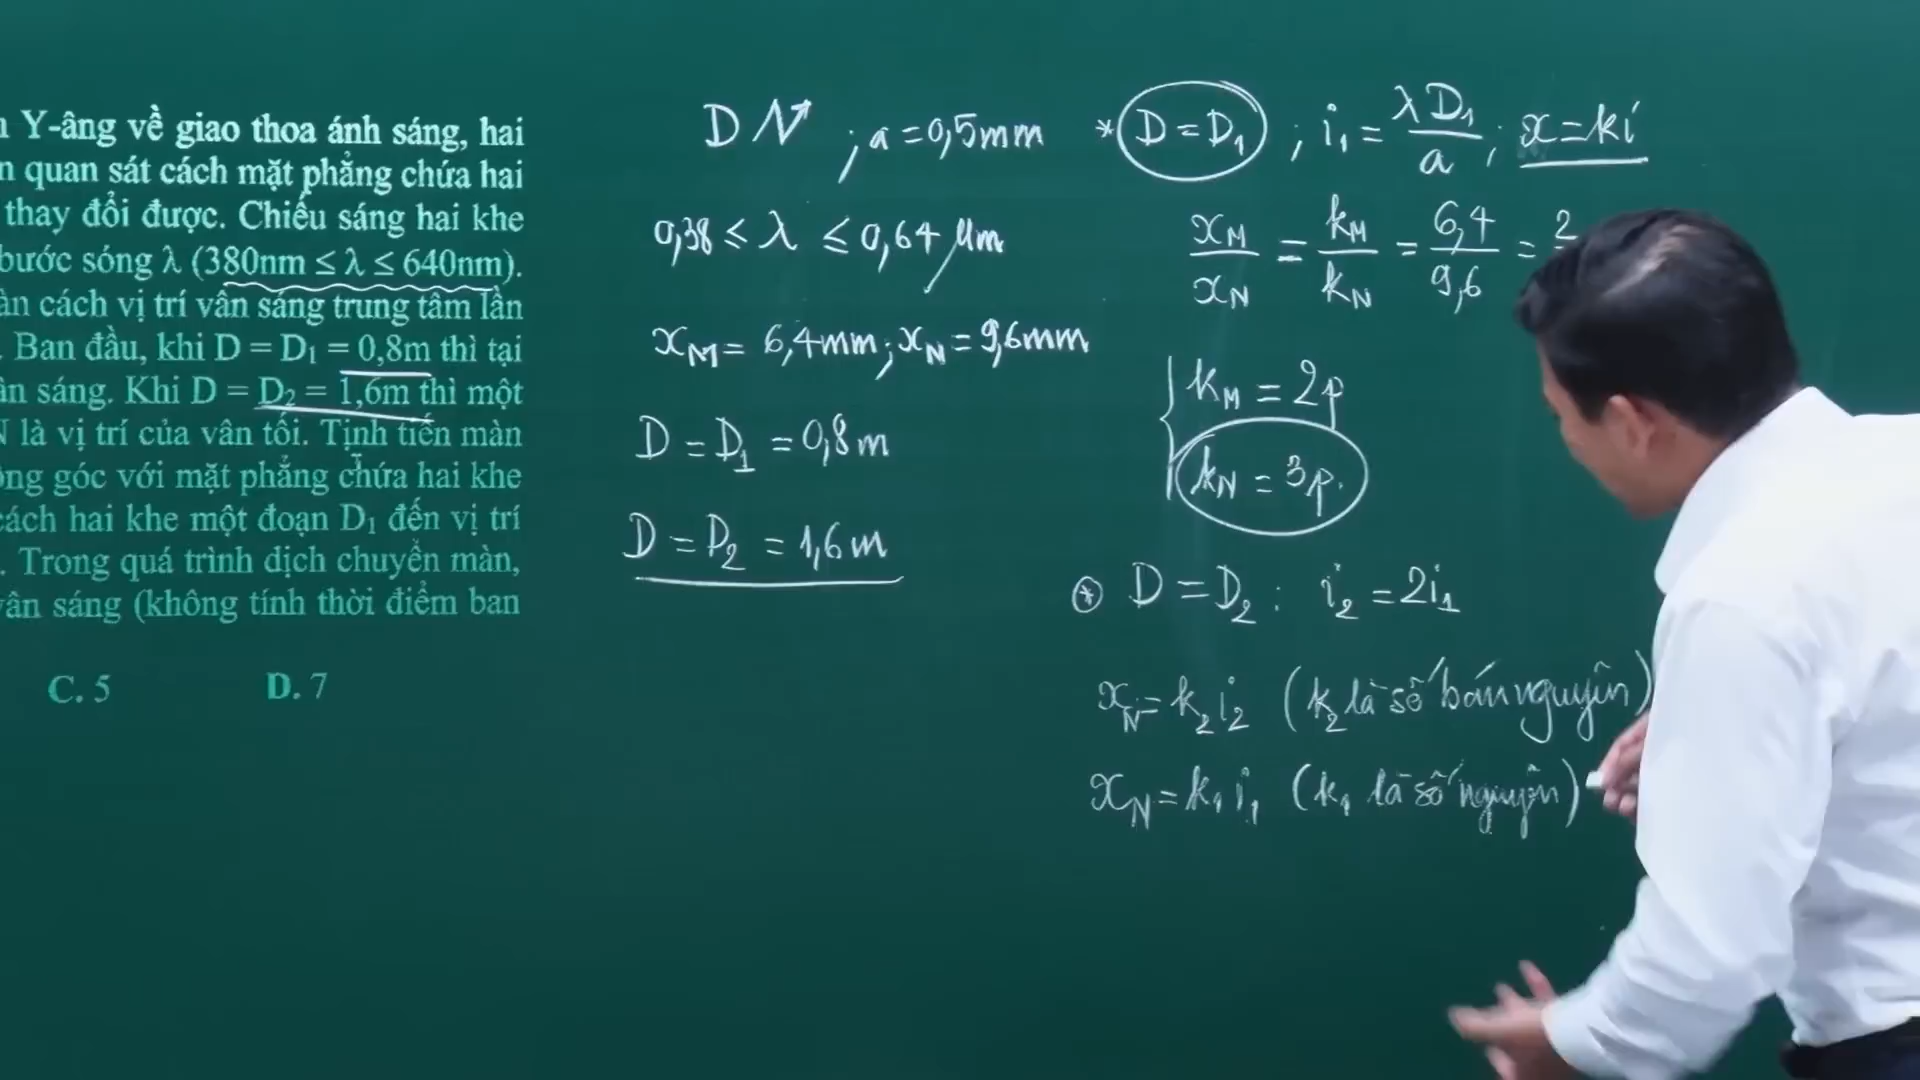 Y-âng về giao thoa ánh sáng, hai
quan sát cách mặt phẳng chứa hai
thay đổi được. Chiếu sáng hai khe
bước sóng λ (380nm ≤ λ ≤ 640nm).
cách vị trí vân sáng trung tâm lần
. Ban đầu, khi D = D₁ = 0,8m thì tại
sáng. Khi D = D₂ = 1,6m thì một
N là vị trí của vân tối. Tịnh tiến màn
góc với mặt phẳng chứa hai khe
cách hai khe một đoạn D₁ đến vị trí
. Trong quá trình dịch chuyển màn,
vân sáng (không tính thời điểm ban
C. 5 D. 7
D ; a = 0,5mm
0,38 ≤ λ ≤ 0,64 μm
x_M = 6,4mm; x_N = 9,6mm
D = D₁ = 0,8m
D = D₂ = 1,6m
* D = D₁ ; i₁ = λD₁/a ; x = ki
x_M/x_N = k_M/k_N = 6,4/9,6 = 2
k_M = 2p
k_N = 3p.
* D = D₂ : i₂ = 2i₁
x_N = k₂i₂ (k₂ là số bán nguyên)
x_N = k₁i₁ (k₁ là số nguyên)